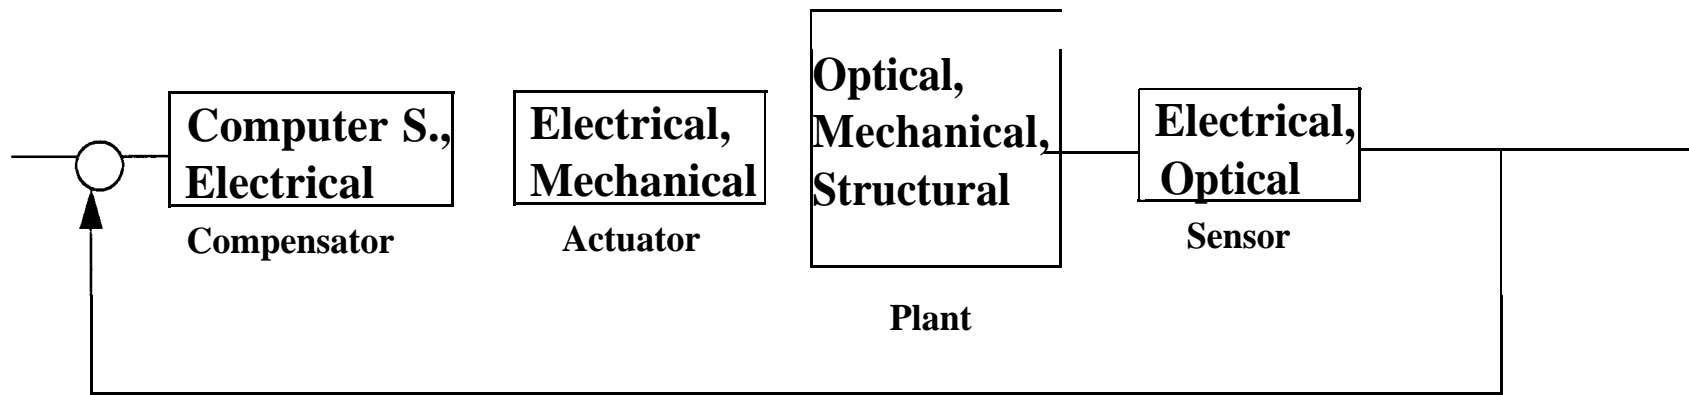 Computer S.,
Electrical
Compensator
Electrical,
Mechanical
Actuator
Optical,
Mechanical,
Structural
Plant
Electrical,
Optical
Sensor